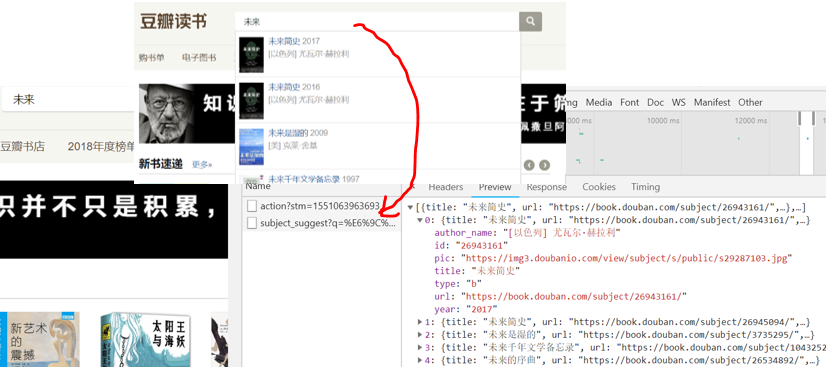 豆瓣读书
未来
购书单
电子图书
未来简史 2017
[以色列] 尤瓦尔·赫拉利
未来简史 2016
[以色列] 尤瓦尔·赫拉利
未来是湿的 2009
[美] 克莱·舍基
未来千年文学备忘录 1997
新书速递 更多»
知识
于筛
佩撒旦阿
未来
豆瓣书店
2018年度榜单
识并不只是积累，
新艺术
的
震撼
太阳王
与海妖
Img Media Font Doc WS Manifest Other
10000 ms
12000 ms
Name
× Headers Preview Response Cookies Timing
action?stm=1551063963693
subject_suggest?q=%E6%9C%...
[{title: "未来简史", url: "https://book.douban.com/subject/26943161/",…},…]
0: {title: "未来简史", url: "https://book.douban.com/subject/26943161/",…}
author_name: "[以色列] 尤瓦尔·赫拉利"
id: "26943161"
pic: "https://img3.doubanio.com/view/subject/s/public/s29287103.jpg"
title: "未来简史"
type: "b"
url: "https://book.douban.com/subject/26943161/"
year: "2017"
1: {title: "未来简史", url: "https://book.douban.com/subject/26945094/",…
2: {title: "未来是湿的", url: "https://book.douban.com/subject/3735295/",…
3: {title: "未来千年文学备忘录", url: "https://book.douban.com/subject/1043252
4: {title: "未来的序曲", url: "https://book.douban.com/subject/26534892/",…